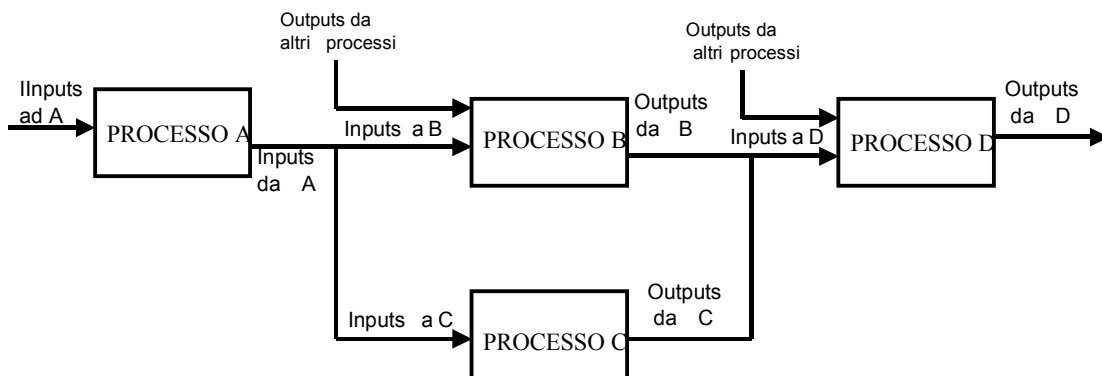 Outputs da
altri processi
Outputs da
altri processi
IInputs
ad A
PROCESSO A
Inputs
da A
Inputs a B
PROCESSO B
Outputs
da B
Inputs a D
PROCESSO D
Outputs
da D
Inputs a C
PROCESSO C
Outputs
da C